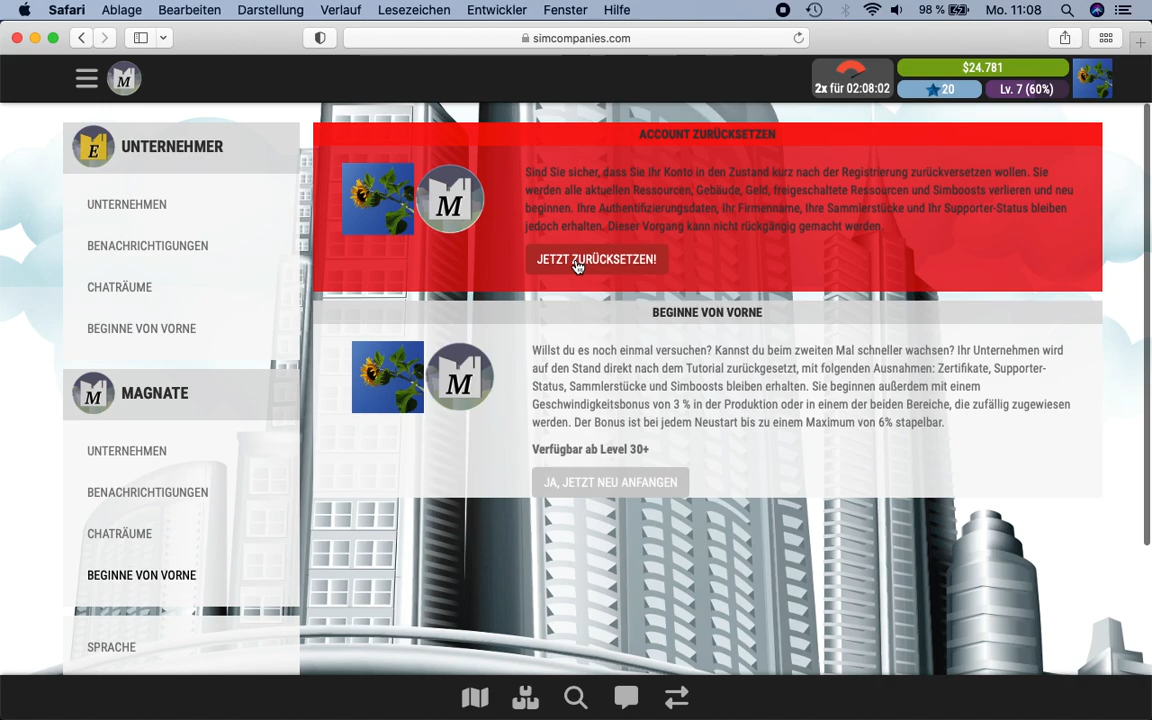 Safari Ablage Bearbeiten Darstellung Verlauf Lesezeichen Entwickler Fenster Hilfe 98 % Mo. 11:08
simcompanies.com
M 2x für 02:08:02 $24.781 20 Lv. 7 (60%)
E UNTERNEHMER
UNTERNEHMEN
BENACHRICHTIGUNGEN
CHATRÄUME
BEGINNE VON VORNE
M MAGNATE
UNTERNEHMEN
BENACHRICHTIGUNGEN
CHATRÄUME
BEGINNE VON VORNE
SPRACHE
ACCOUNT ZURÜCKSETZEN
M
Sind Sie sicher, dass Sie Ihr Konto in den Zustand kurz nach der Registrierung zurückversetzen wollen. Sie
werden alle aktuellen Ressourcen, Gebäude, Geld, freigeschaltete Ressourcen und Simboosts verlieren und neu
beginnen. Ihre Authentifizierungsdaten, Ihr Firmenname, Ihre Sammlerstücke und Ihr Supporter-Status bleiben
jedoch erhalten. Dieser Vorgang kann nicht rückgängig gemacht werden.
JETZT ZURÜCKSETZEN!
BEGINNE VON VORNE
M
Willst du es noch einmal versuchen? Kannst du beim zweiten Mal schneller wachsen? Ihr Unternehmen wird
auf den Stand direkt nach dem Tutorial zurückgesetzt, mit folgenden Ausnahmen: Zertifikate, Supporter-
Status, Sammlerstücke und Simboosts bleiben erhalten. Sie beginnen außerdem mit einem
Geschwindigkeitsbonus von 3 % in der Produktion oder in einem der beiden Bereiche, die zufällig zugewiesen
werden. Der Bonus ist bei jedem Neustart bis zu einem Maximum von 6% stapelbar.
Verfügbar ab Level 30+
JA, JETZT NEU ANFANGEN